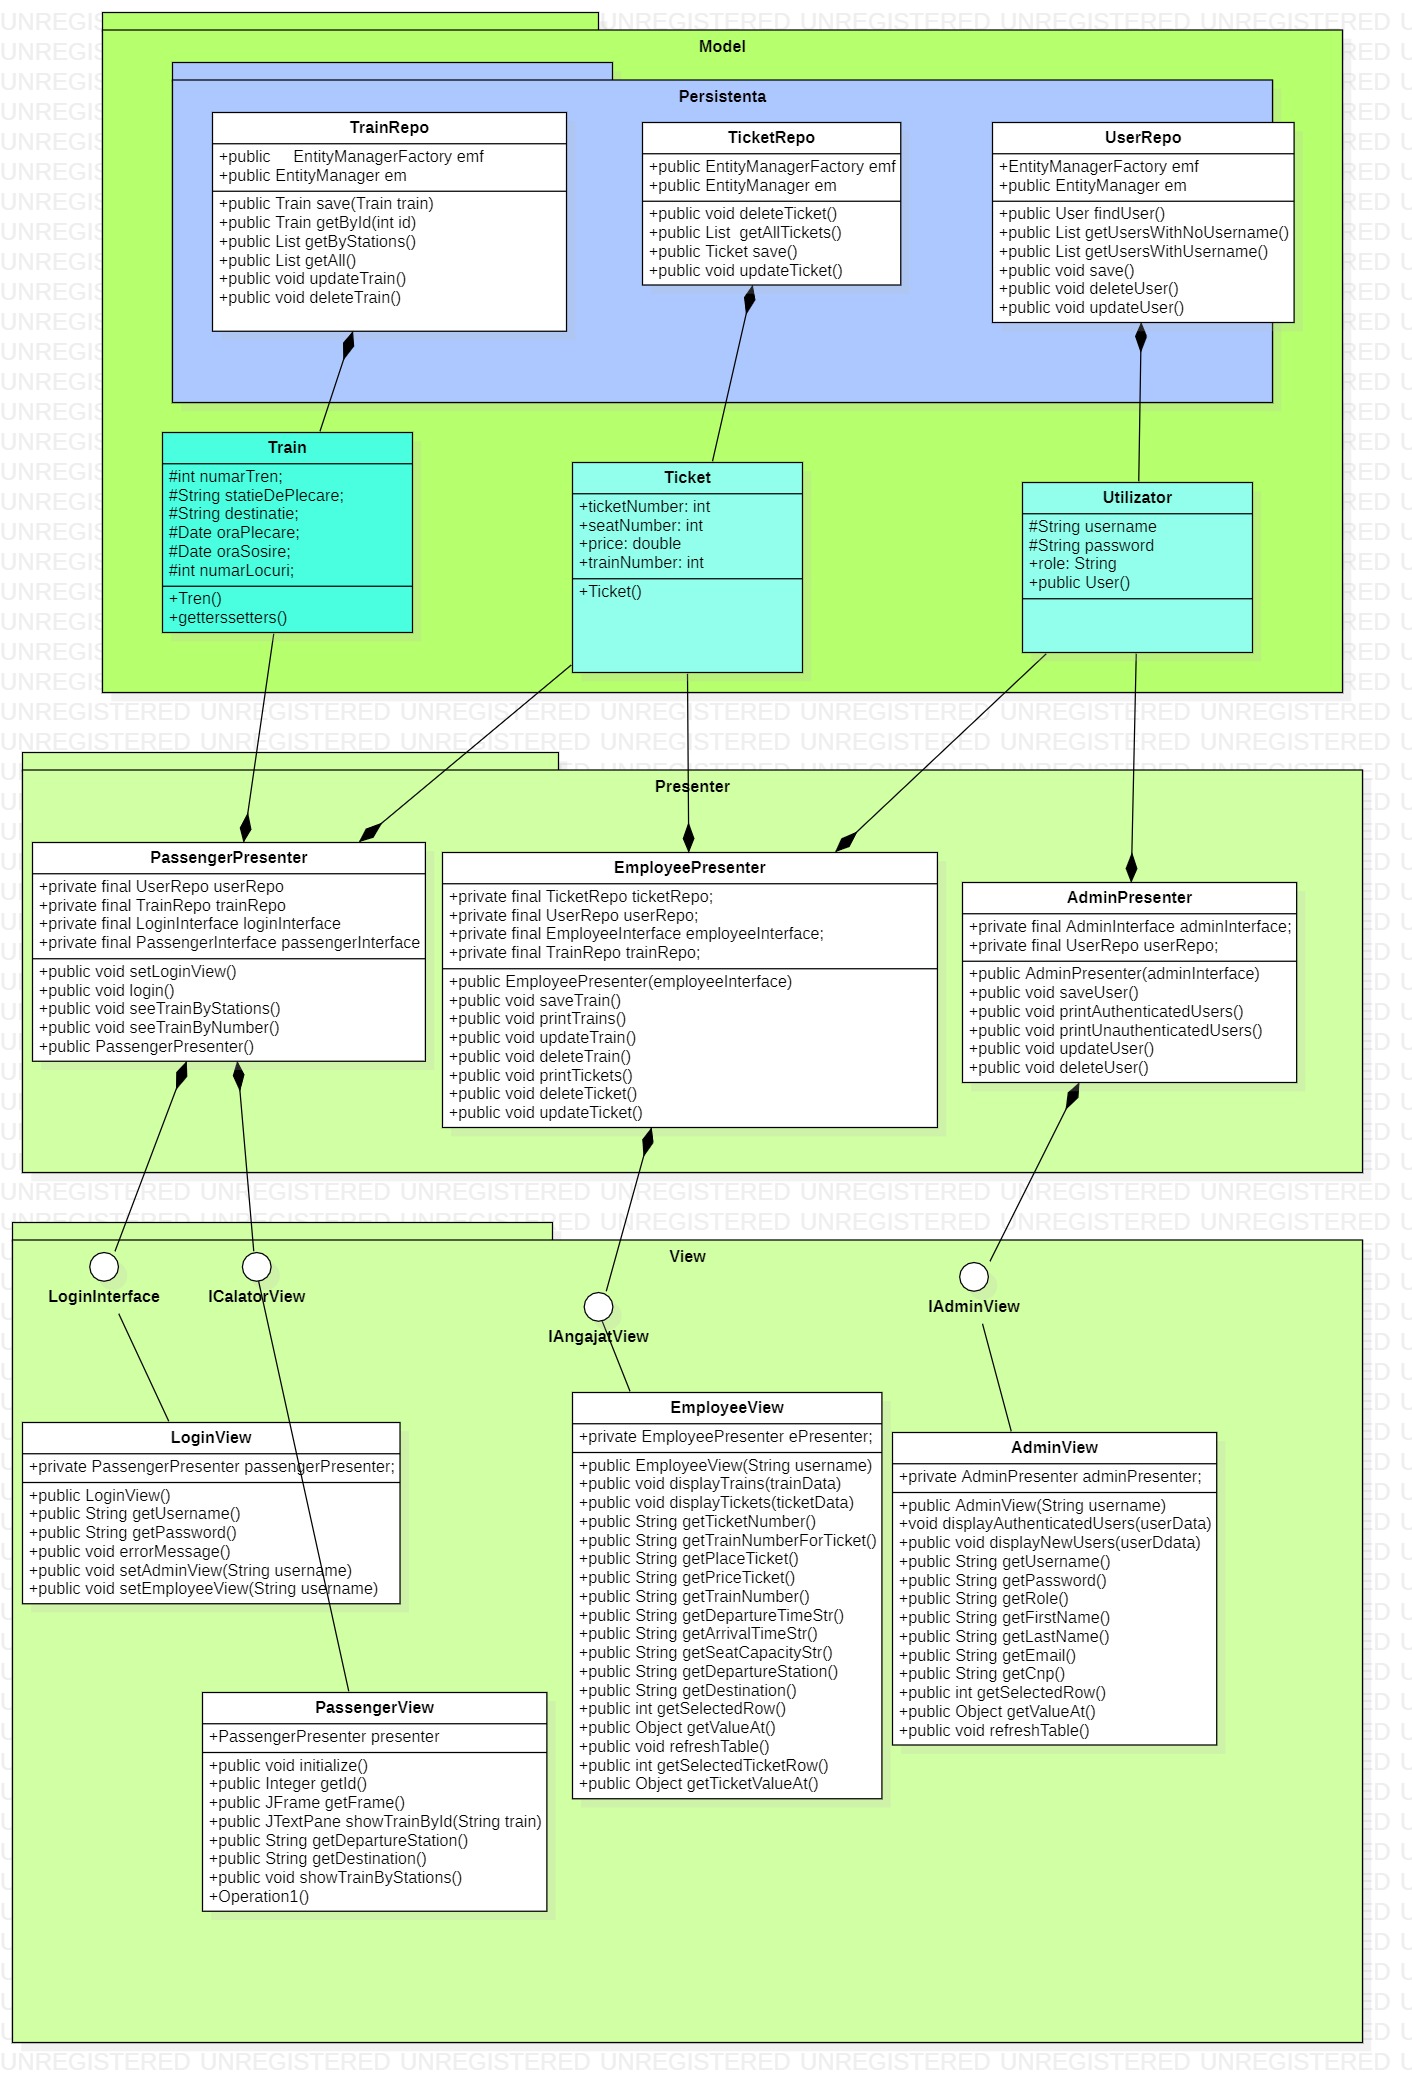 Model
Persistenta
TrainRepo
+public     EntityManagerFactory emf
+public EntityManager em
+public Train save(Train train)
+public Train getById(int id)
+public List getByStations()
+public List getAll()
+public void updateTrain()
+public void deleteTrain()
TicketRepo
+public EntityManagerFactory emf
+public EntityManager em
+public void deleteTicket()
+public List  getAllTickets()
+public Ticket save()
+public void updateTicket()
UserRepo
+EntityManagerFactory emf
+public EntityManager em
+public User findUser()
+public List getUsersWithNoUsername()
+public List getUsersWithUsername()
+public void save()
+public void deleteUser()
+public void updateUser()
Train
#int numarTren;
#String statieDePlecare;
#String destinatie;
#Date oraPlecare;
#Date oraSosire;
#int numarLocuri;
+Tren()
+getterssetters()
Ticket
+ticketNumber: int
+seatNumber: int
+price: double
+trainNumber: int
+Ticket()
Utilizator
#String username
#String password
+role: String
+public User()
Presenter
PassengerPresenter
+private final UserRepo userRepo
+private final TrainRepo trainRepo
+private final LoginInterface loginInterface
+private final PassengerInterface passengerInterface
+public void setLoginView()
+public void login()
+public void seeTrainByStations()
+public void seeTrainByNumber()
+public PassengerPresenter()
EmployeePresenter
+private final TicketRepo ticketRepo;
+private final UserRepo userRepo;
+private final EmployeeInterface employeeInterface;
+private final TrainRepo trainRepo;
+public EmployeePresenter(employeeInterface)
+public void saveTrain()
+public void printTrains()
+public void updateTrain()
+public void deleteTrain()
+public void printTickets()
+public void deleteTicket()
+public void updateTicket()
AdminPresenter
+private final AdminInterface adminInterface;
+private final UserRepo userRepo;
+public AdminPresenter(adminInterface)
+public void saveUser()
+public void printAuthenticatedUsers()
+public void printUnauthenticatedUsers()
+public void updateUser()
+public void deleteUser()
View
LoginInterface
ICalatorView
IAngajatView
IAdminView
LoginView
+private PassengerPresenter passengerPresenter;
+public LoginView()
+public String getUsername()
+public String getPassword()
+public void errorMessage()
+public void setAdminView(String username)
+public void setEmployeeView(String username)
PassengerView
+PassengerPresenter presenter
+public void initialize()
+public Integer getId()
+public JFrame getFrame()
+public JTextPane showTrainById(String train)
+public String getDepartureStation()
+public String getDestination()
+public void showTrainByStations()
+Operation1()
EmployeeView
+private EmployeePresenter ePresenter;
+public EmployeeView(String username)
+public void displayTrains(trainData)
+public void displayTickets(ticketData)
+public String getTicketNumber()
+public String getTrainNumberForTicket()
+public String getPlaceTicket()
+public String getPriceTicket()
+public String getTrainNumber()
+public String getDepartureTimeStr()
+public String getArrivalTimeStr()
+public String getSeatCapacityStr()
+public String getDepartureStation()
+public String getDestination()
+public int getSelectedRow()
+public Object getValueAt()
+public void refreshTable()
+public int getSelectedTicketRow()
+public Object getTicketValueAt()
AdminView
+private AdminPresenter adminPresenter;
+public AdminView(String username)
+void displayAuthenticatedUsers(userData)
+public void displayNewUsers(userDdata)
+public String getUsername()
+public String getPassword()
+public String getRole()
+public String getFirstName()
+public String getLastName()
+public String getEmail()
+public String getCnp()
+public int getSelectedRow()
+public Object getValueAt()
+public void refreshTable()